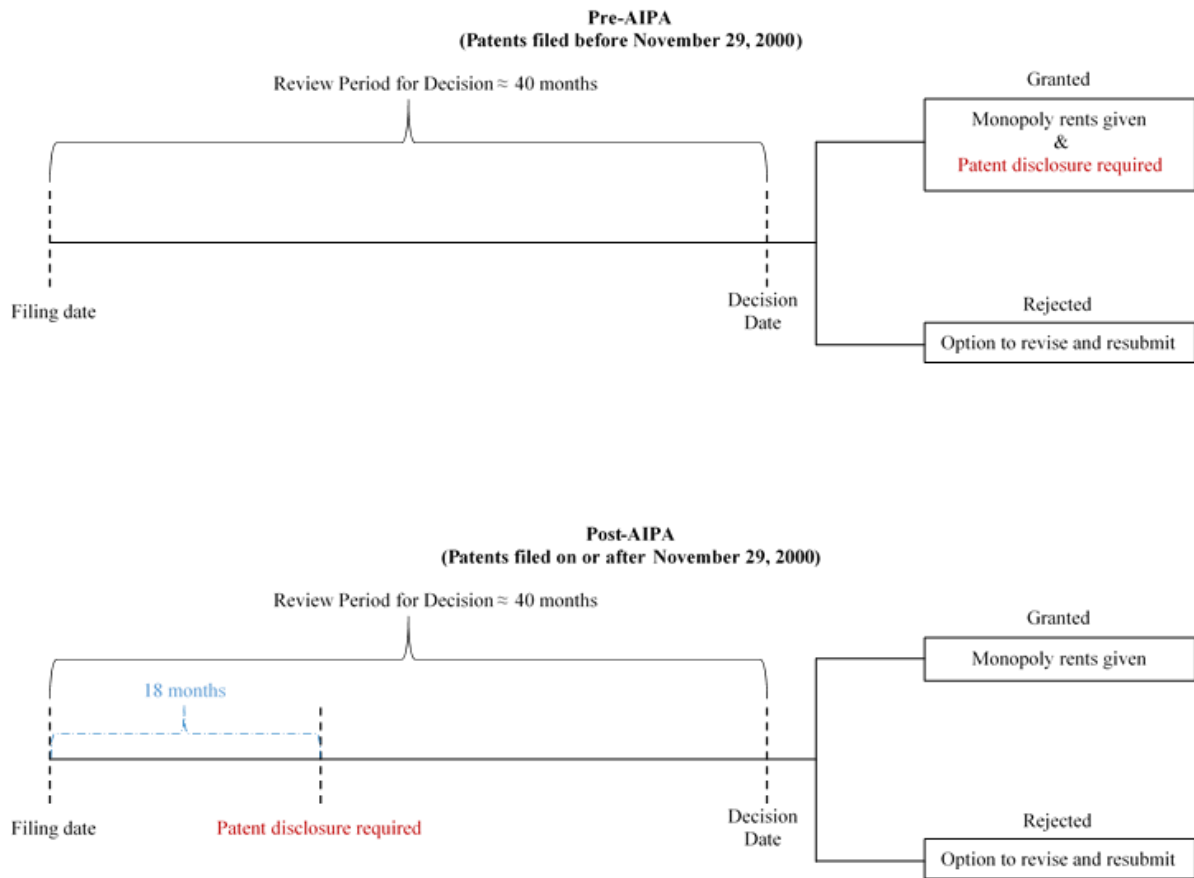 Pre-AIPA
(Patents filed before November 29, 2000)
Review Period for Decision ≈ 40 months
Granted
Monopoly rents given
&
Patent disclosure required
Filing date
Decision
Date
Rejected
Option to revise and resubmit
Post-AIPA
(Patents filed on or after November 29, 2000)
Review Period for Decision ≈ 40 months
Granted
Monopoly rents given
18 months
Filing date
Patent disclosure required
Decision
Date
Rejected
Option to revise and resubmit